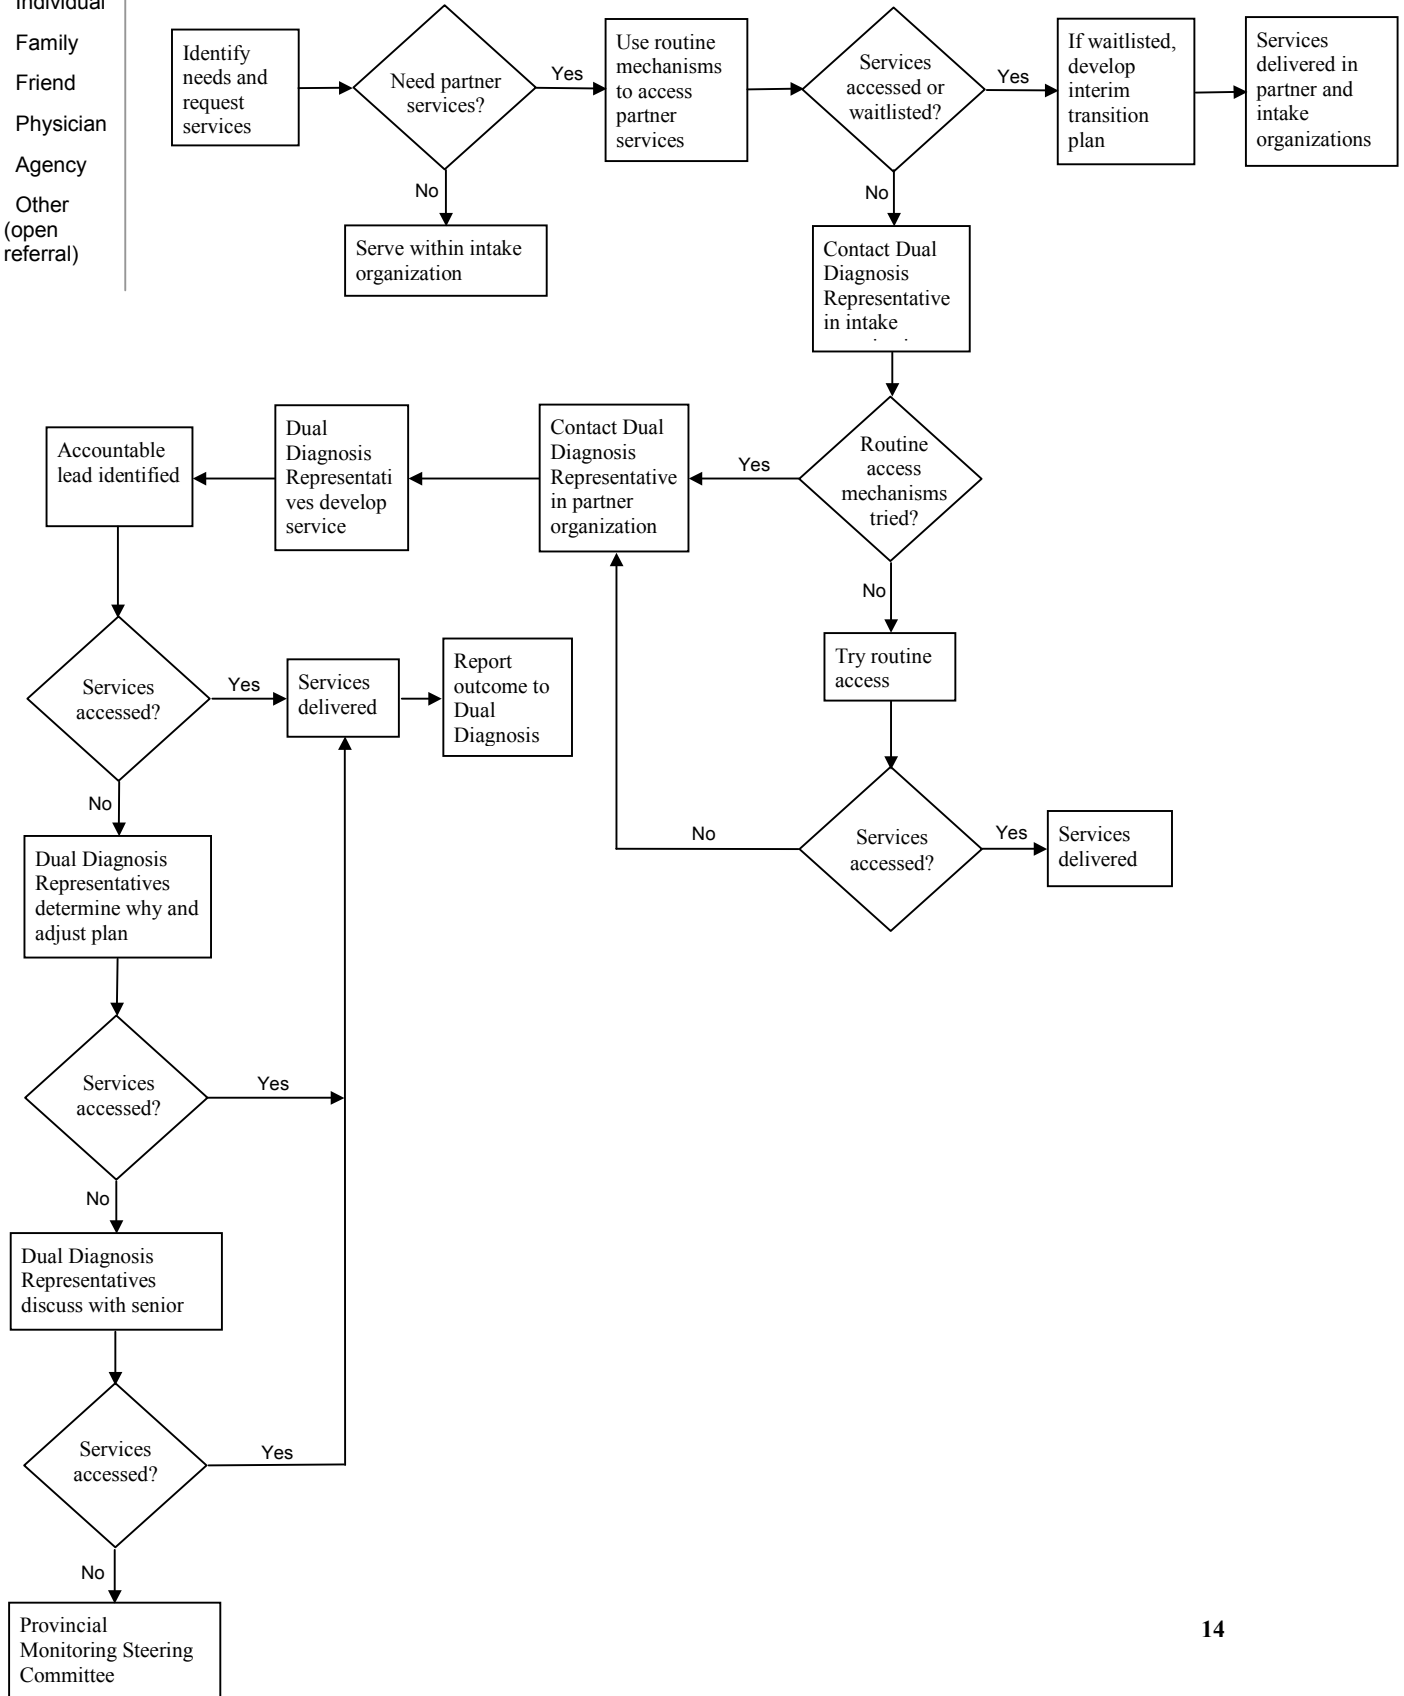 Individual
Family
Friend
Physician
Agency
Other
(open
referral)
Identify
needs and
request
services
Need partner
services?
Yes
Use routine
mechanisms
to access
partner
services
Services
accessed or
waitlisted?
Yes
If waitlisted,
develop
interim
transition
plan
Services
delivered in
partner and
intake
organizations
No
Serve within intake
organization
No
Contact Dual
Diagnosis
Representative
in intake
Routine
access
mechanisms
tried?
Yes
Contact Dual
Diagnosis
Representative
in partner
organization
Dual
Diagnosis
Representati
ves develop
service
Accountable
lead identified
No
Try routine
access
Services
accessed?
Yes
Services
delivered
No
Services
accessed?
Yes
Services
delivered
Report
outcome to
Dual
Diagnosis
No
Dual Diagnosis
Representatives
determine why and
adjust plan
Services
accessed?
Yes
No
Dual Diagnosis
Representatives
discuss with senior
Services
accessed?
Yes
No
Provincial
Monitoring Steering
Committee
14